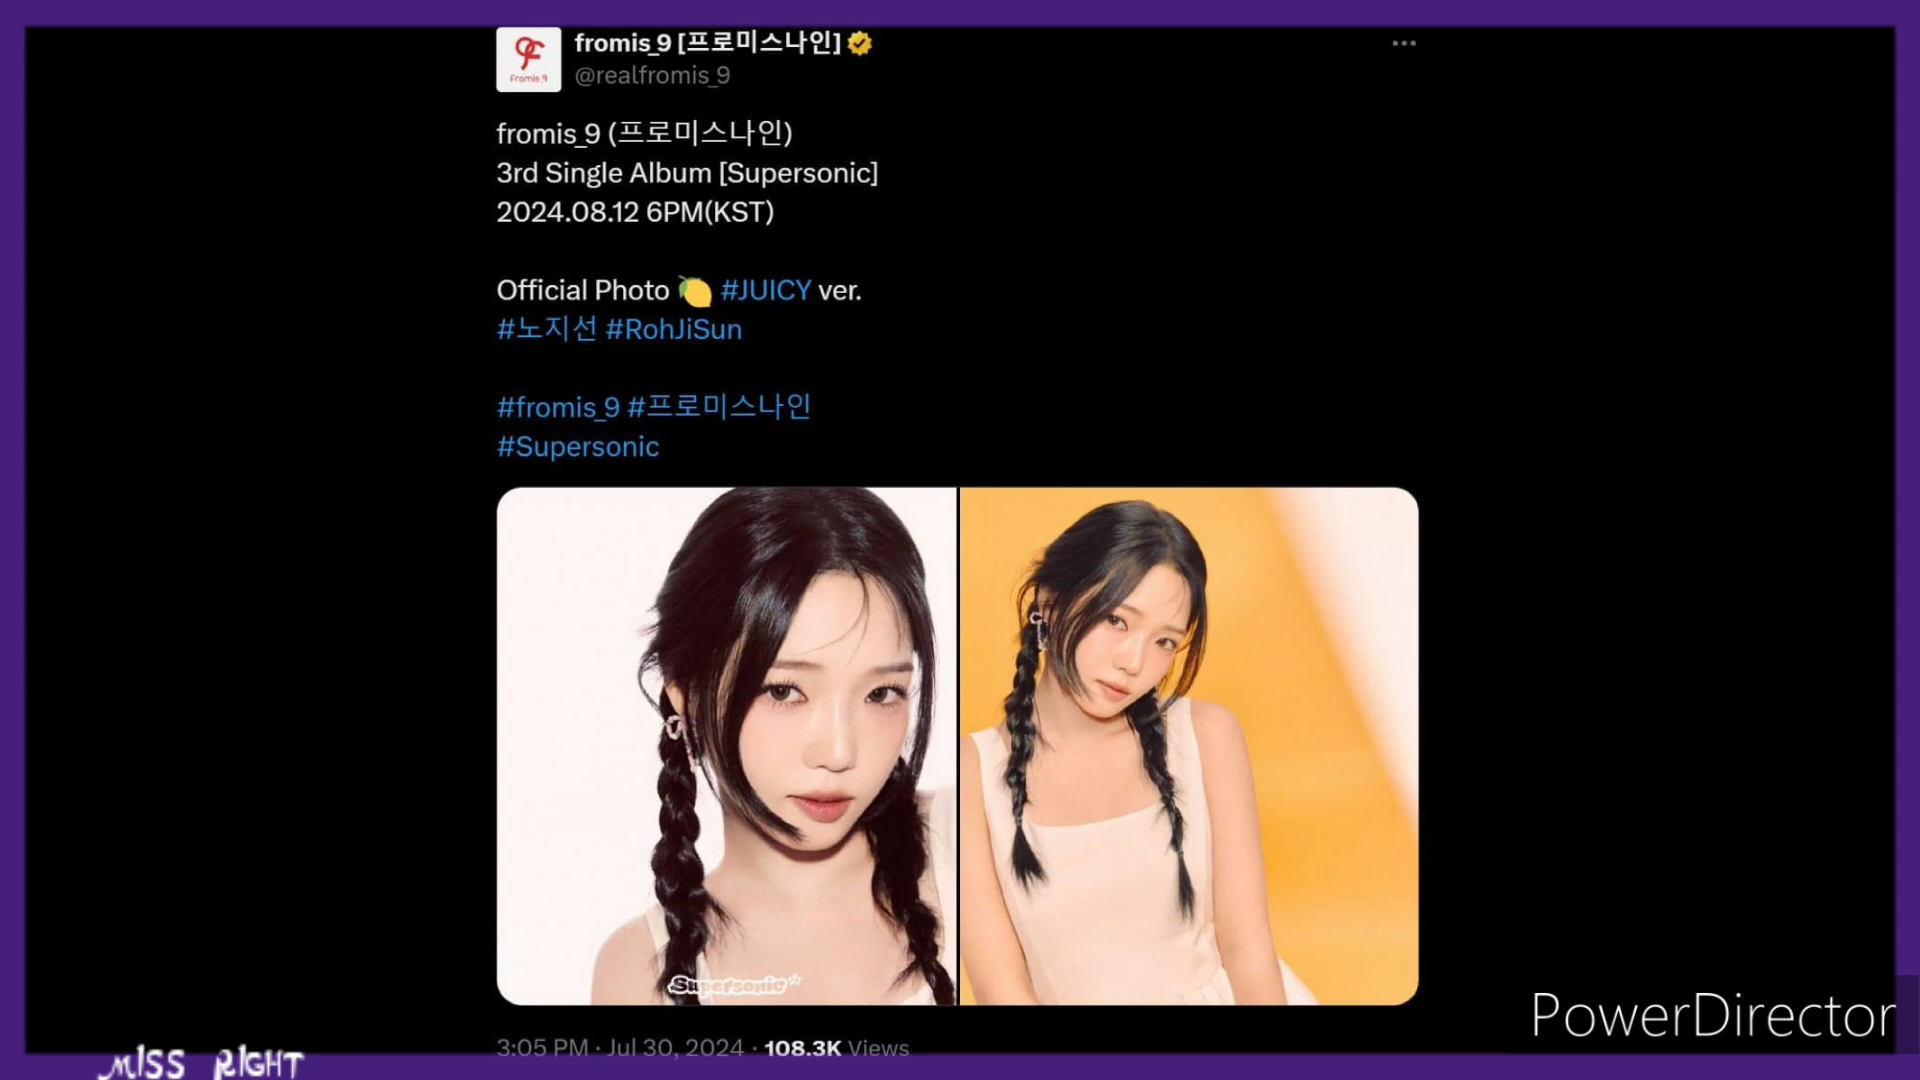 fromis_9 [프로미스나인]
@realfromis_9
Fromis_9
fromis_9 (프로미스나인)
3rd Single Album [Supersonic]
2024.08.12 6PM(KST)
Official Photo 🍋 #JUICY ver.
#노지선 #RohJiSun
#fromis_9 #프로미스나인
#Supersonic
Supersonic
3:05 PM · Jul 30, 2024 · 108.3K Views
PowerDirector
MISS RIGHT